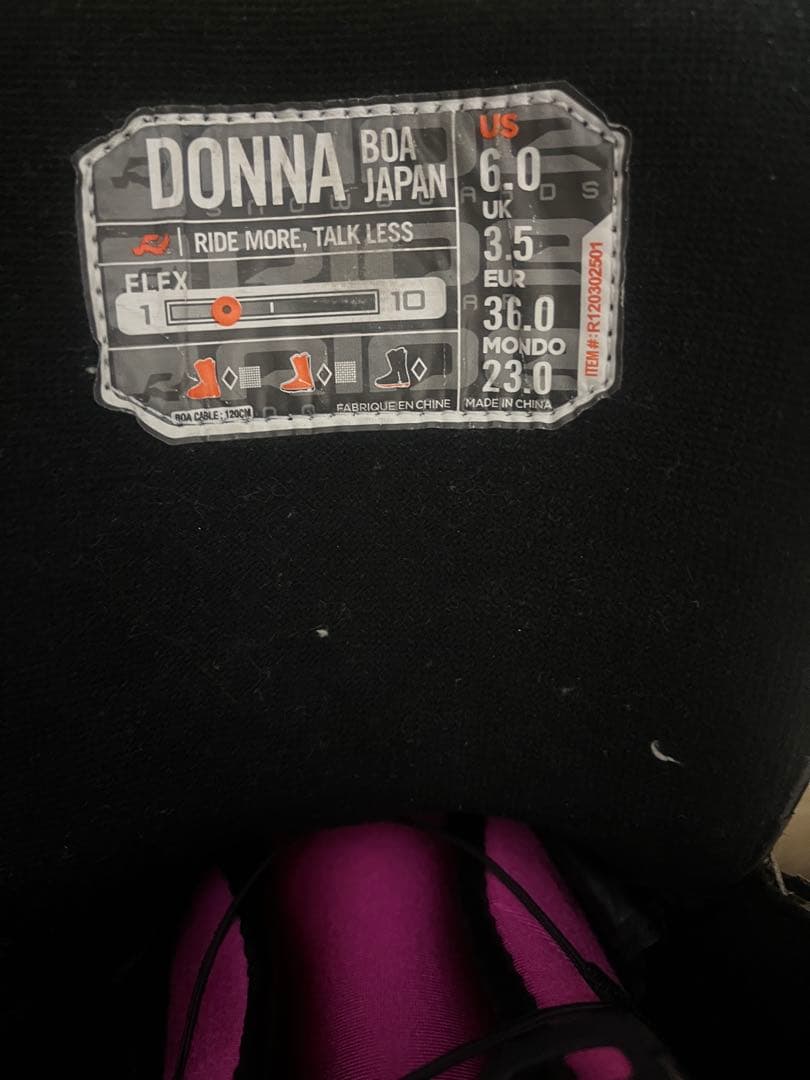 DONNA BOA JAPAN
RIDE MORE, TALK LESS
FLEX
1 10
BOA CABLE: 120CM
FABRIQUE EN CHINE
US
6.0
UK
3.5
EUR
36.0
MONDO
23.0
MADE IN CHINA
ITEM#: R120302501